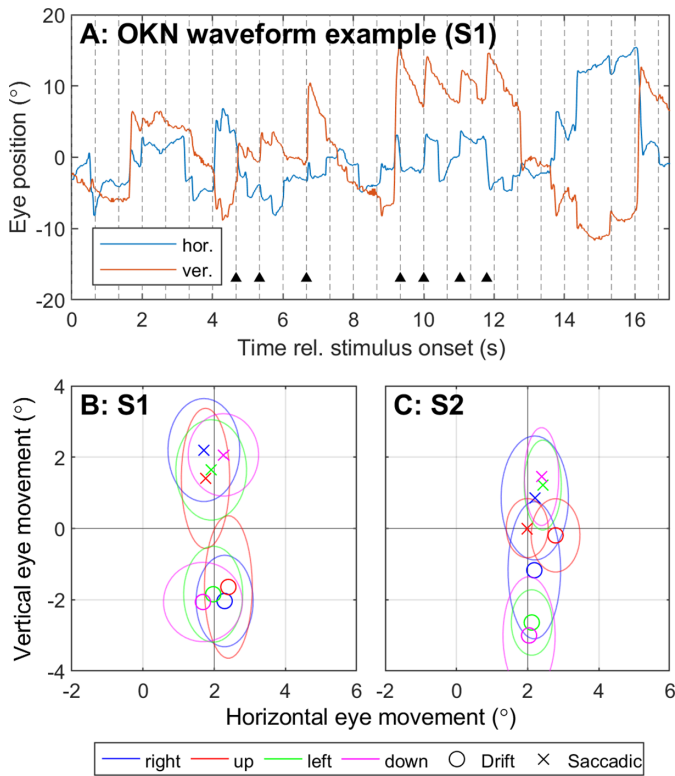 A: OKN waveform example (S1)
20
10
0
-10
-20
Eye position (°)
hor.
ver.
0 2 4 6 8 10 12 14 16
Time rel. stimulus onset (s)
B: S1
C: S2
4
2
0
-2
-4
Vertical eye movement (°)
-2 0 2 4 6
-2 0 2 4 6
Horizontal eye movement (°)
right up left down Drift Saccadic